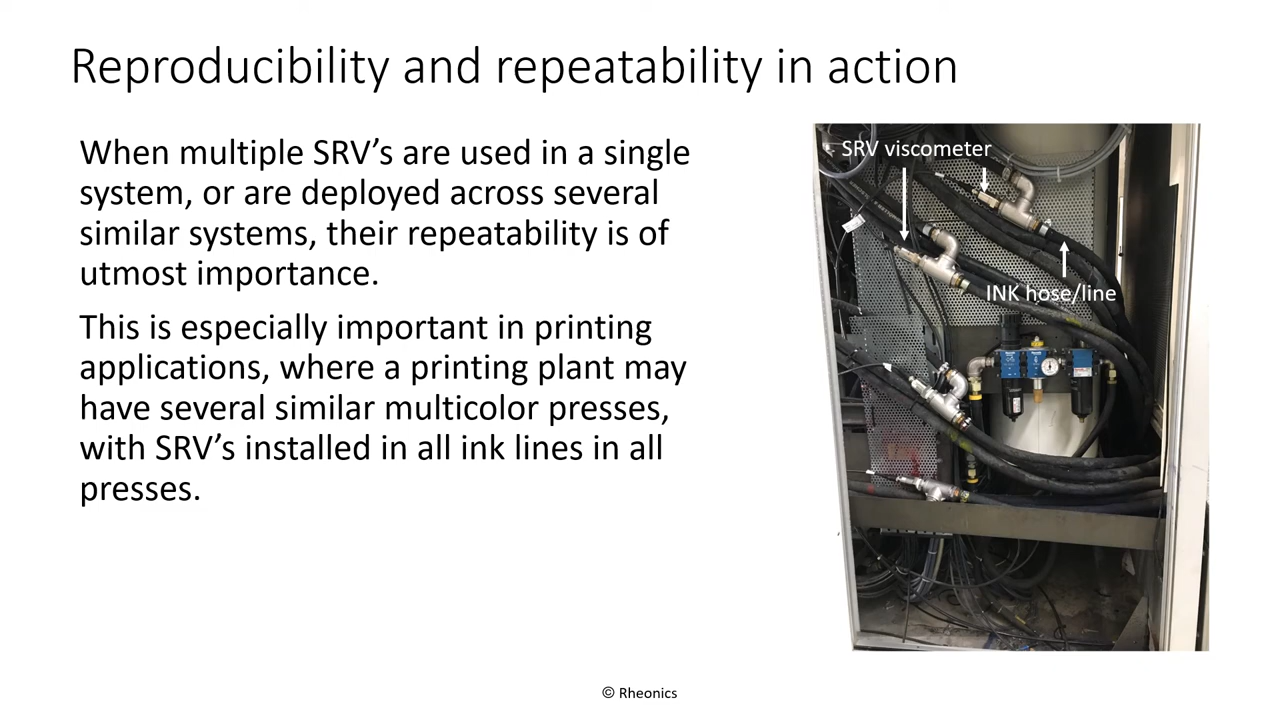 Reproducibility and repeatability in action
When multiple SRV’s are used in a single
system, or are deployed across several
similar systems, their repeatability is of
utmost importance.
This is especially important in printing
applications, where a printing plant may
have several similar multicolor presses,
with SRV’s installed in all ink lines in all
presses.
SRV viscometer
INK hose/line
© Rheonics